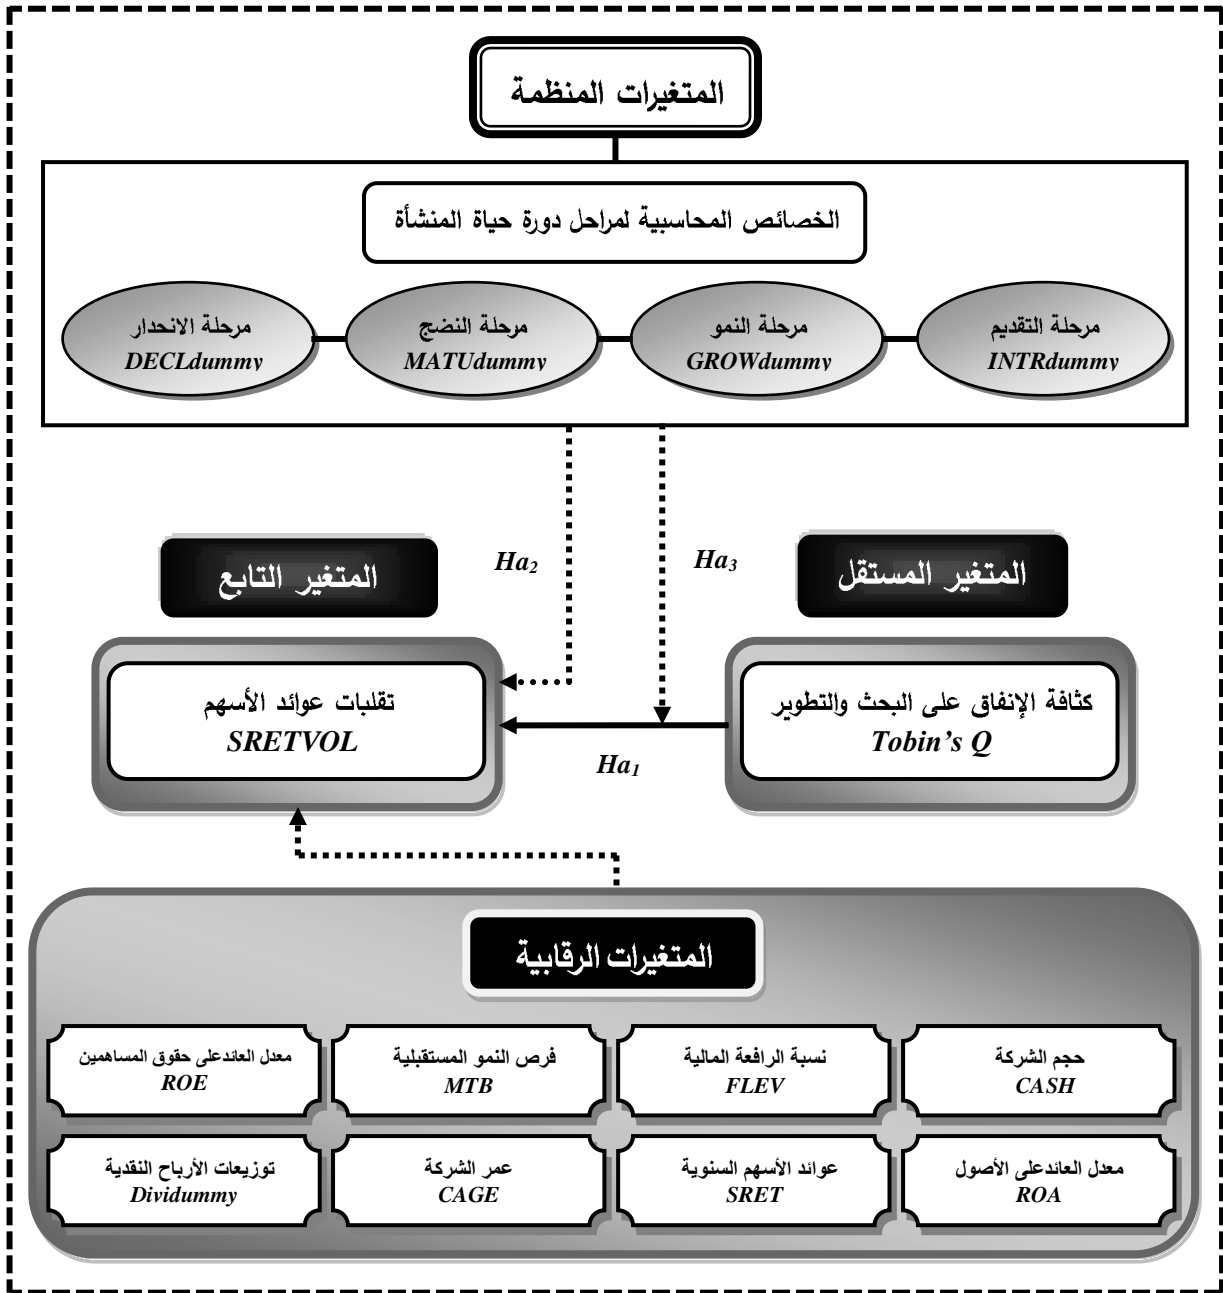 المتغيرات المنظمة
الخصائص المحاسبية لمراحل دورة حياة المنشأة
مرحلة التقديم
INTRdummy
مرحلة النمو
GROWdummy
مرحلة النضج
MATUdummy
مرحلة الانحدار
DECLdummy
Ha3
Ha2
المتغير المستقل
المتغير التابع
كثافة الإنفاق على البحث والتطوير
Tobin's Q
Ha1
تقلبات عوائد الأسهم
SRETVOL
المتغيرات الرقابية
حجم الشركة
CASH
نسبة الرافعة المالية
FLEV
فرص النمو المستقبلية
MTB
معدل العائدعلى حقوق المساهمين
ROE
معدل العائدعلى الأصول
ROA
عوائد الأسهم السنوية
SRET
عمر الشركة
CAGE
توزيعات الأرباح النقدية
Dividummy